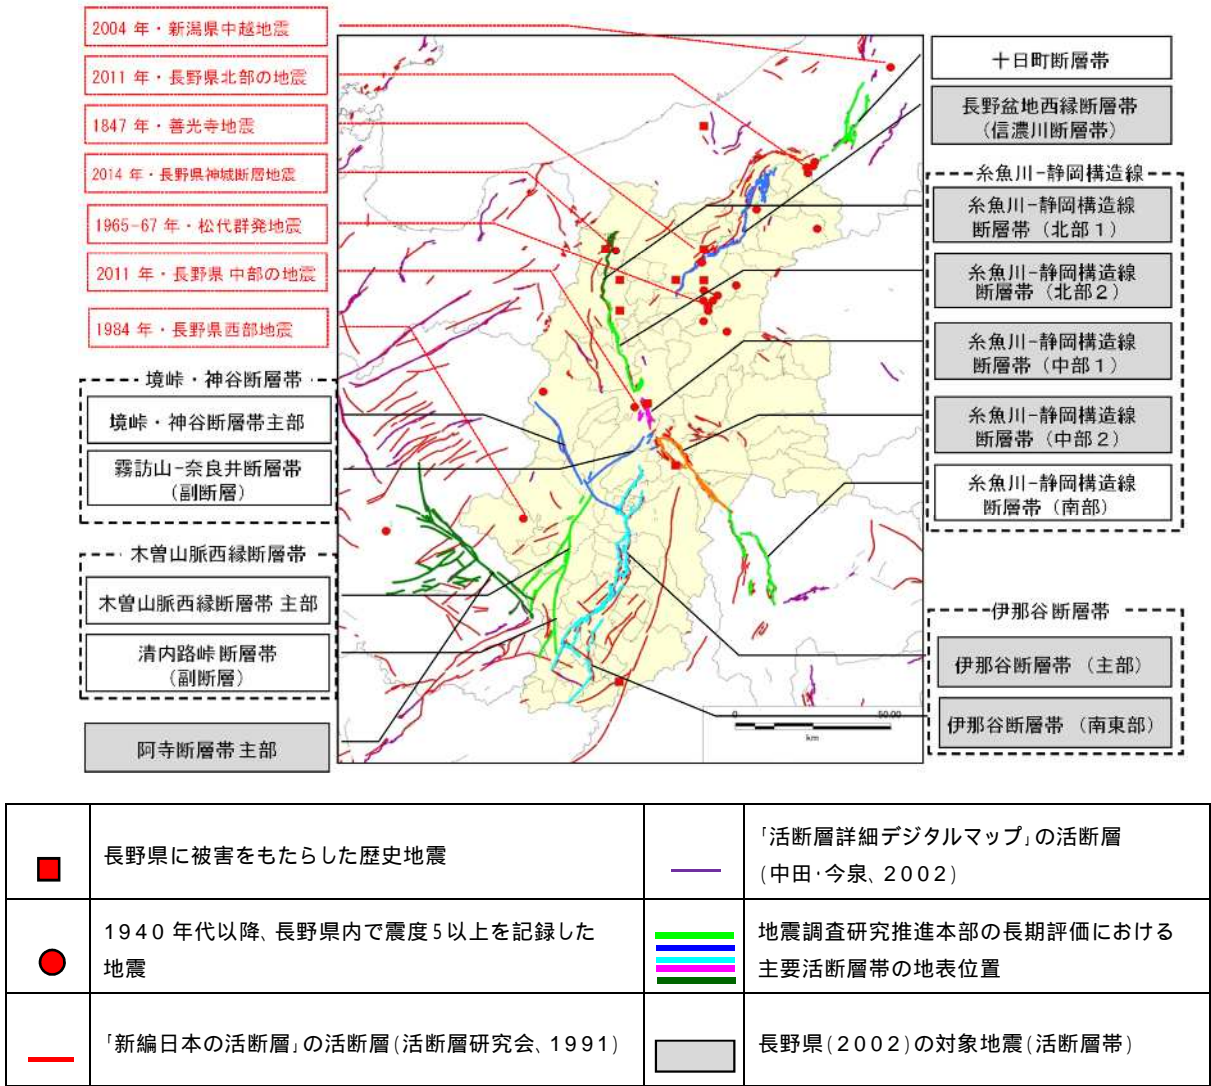 2004 年・新潟県中越地震
2011 年・長野県北部の地震
1847 年・善光寺地震
2014 年・長野県神城断層地震
1965-67 年・松代群発地震
2011 年・長野県 中部の地震
1984 年・長野県西部地震
境峠・神谷断層帯
境峠・神谷断層帯主部
霧訪山-奈良井断層帯
(副断層)
木曽山脈西縁断層帯
木曽山脈西縁断層帯 主部
清内路峠断層帯
(副断層)
阿寺断層帯主部
十日町断層帯
長野盆地西縁断層帯
(信濃川断層帯)
糸魚川-静岡構造線
糸魚川-静岡構造線
断層帯(北部1)
糸魚川-静岡構造線
断層帯(北部2)
糸魚川-静岡構造線
断層帯(中部1)
糸魚川-静岡構造線
断層帯(中部2)
糸魚川-静岡構造線
断層帯(南部)
伊那谷断層帯
伊那谷断層帯 (主部)
伊那谷断層帯 (南東部)
0 50.00
km
長野県に被害をもたらした歴史地震
「活断層詳細デジタルマップ」の活断層
(中田・今泉、2002)
1940 年代以降、長野県内で震度5以上を記録した
地震
地震調査研究推進本部の長期評価における
主要活断層帯の地表位置
「新編日本の活断層」の活断層(活断層研究会、1991)
長野県(2002)の対象地震(活断層帯)